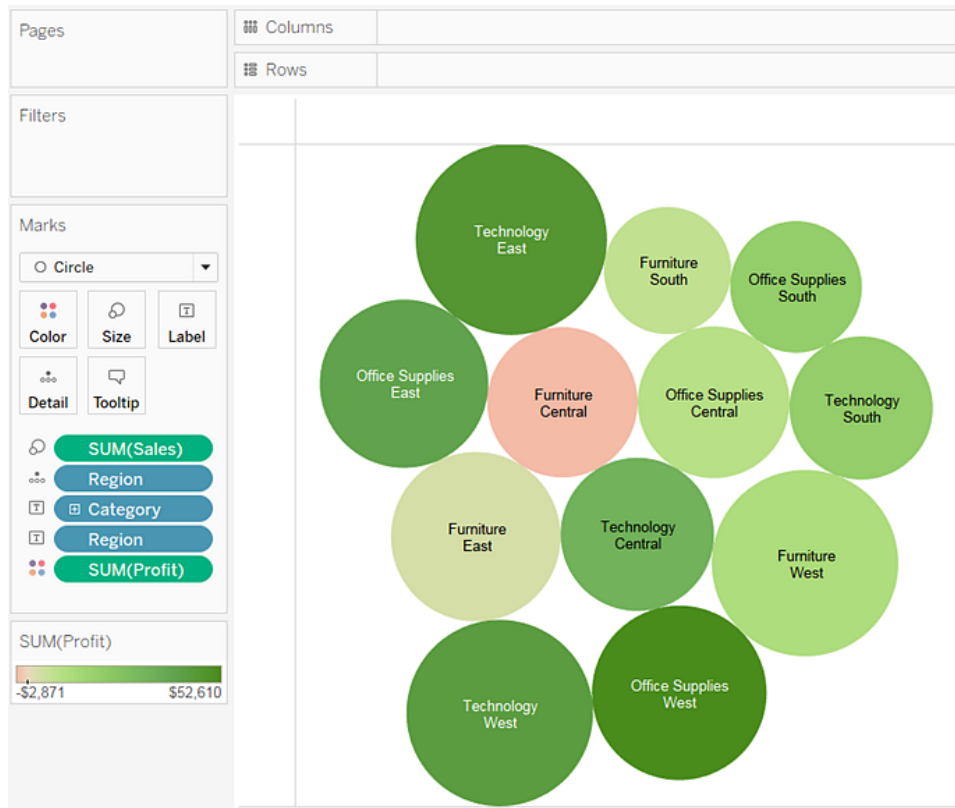 Pages
Columns
Rows
Filters
Marks
Circle
Color
Size
Label
Detail
Tooltip
SUM(Sales)
Region
Category
Region
SUM(Profit)
SUM(Profit)
-$2,871
$52,610
Technology
East
Furniture
South
Office Supplies
South
Office Supplies
East
Furniture
Central
Office Supplies
Central
Technology
South
Furniture
East
Technology
Central
Furniture
West
Technology
West
Office Supplies
West